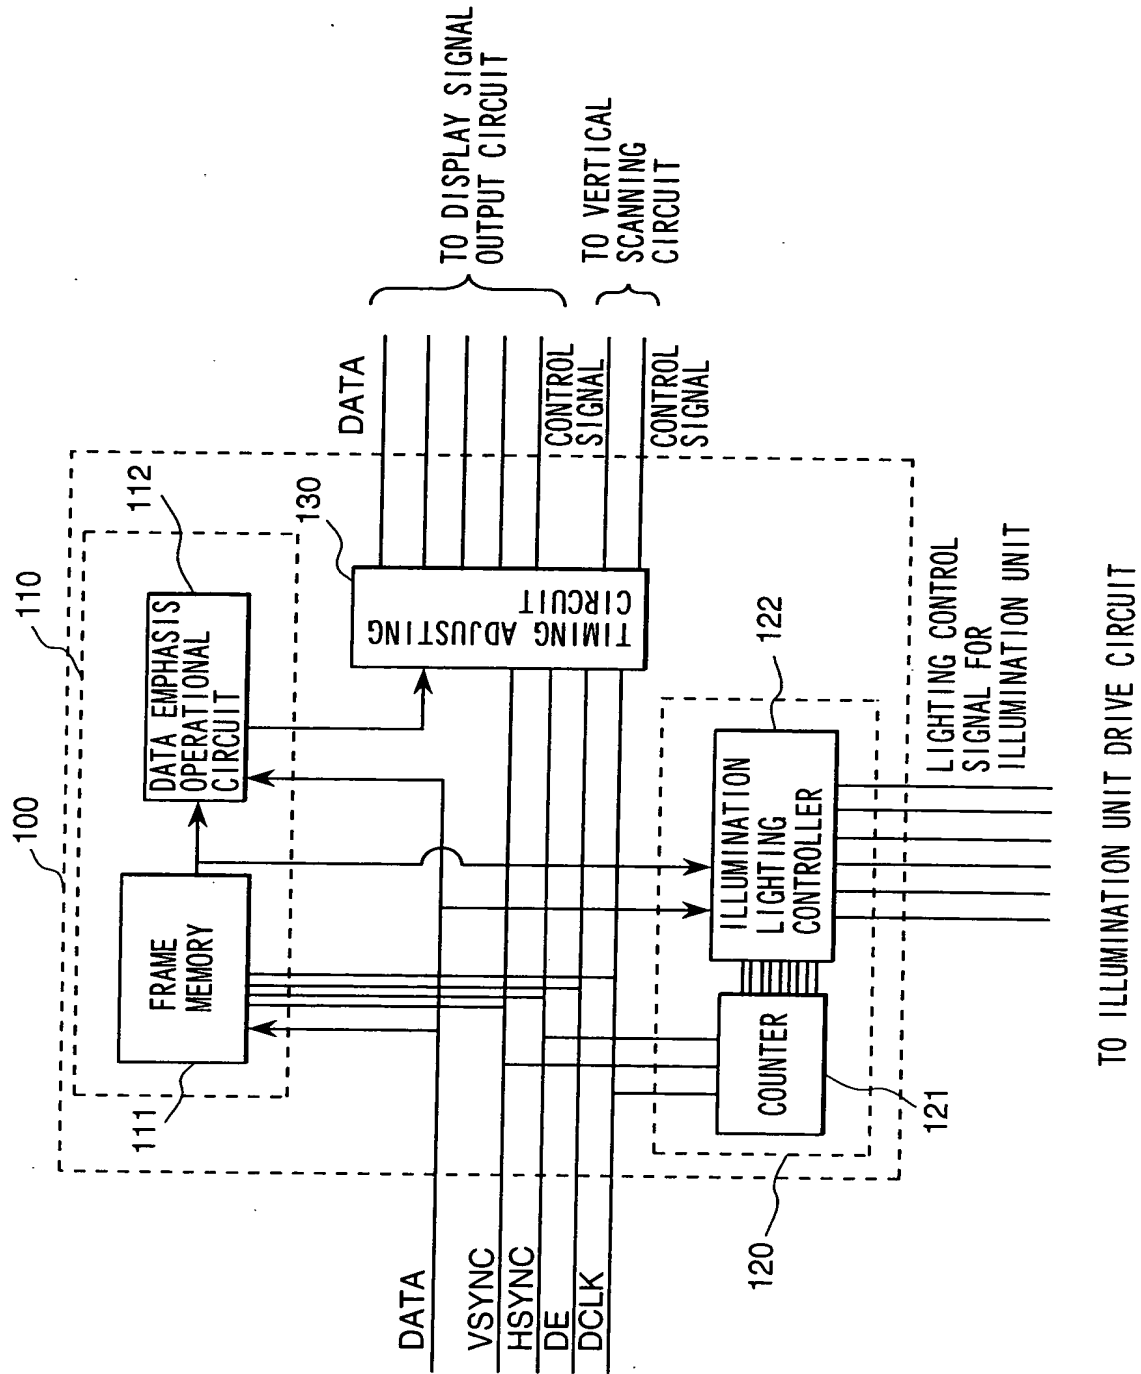 100
110
112
111
FRAME
MEMORY
DATA EMPHASIS
OPERATIONAL
CIRCUIT
130
TIMING ADJUSTING
CIRCUIT
DATA
VSYNC
HSYNC
DE
DCLK
DATA
CONTROL
SIGNAL
CONTROL
SIGNAL
TO DISPLAY SIGNAL
OUTPUT CIRCUIT
TO VERTICAL
SCANNING
CIRCUIT
120
COUNTER
121
ILLUMINATION
LIGHTING
CONTROLLER
122
LIGHTING CONTROL
SIGNAL FOR
ILLUMINATION UNIT
TO ILLUMINATION UNIT DRIVE CIRCUIT